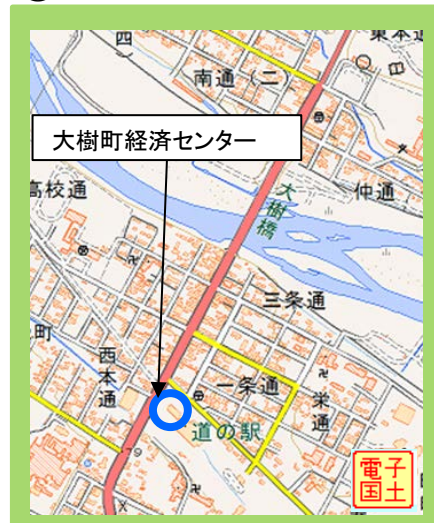 四
東本通
南通（二）
大樹町経済センター
高校通
大樹橋
仲通
三条通
町
西本通
一条通
栄通
道の駅
79
電子
国土